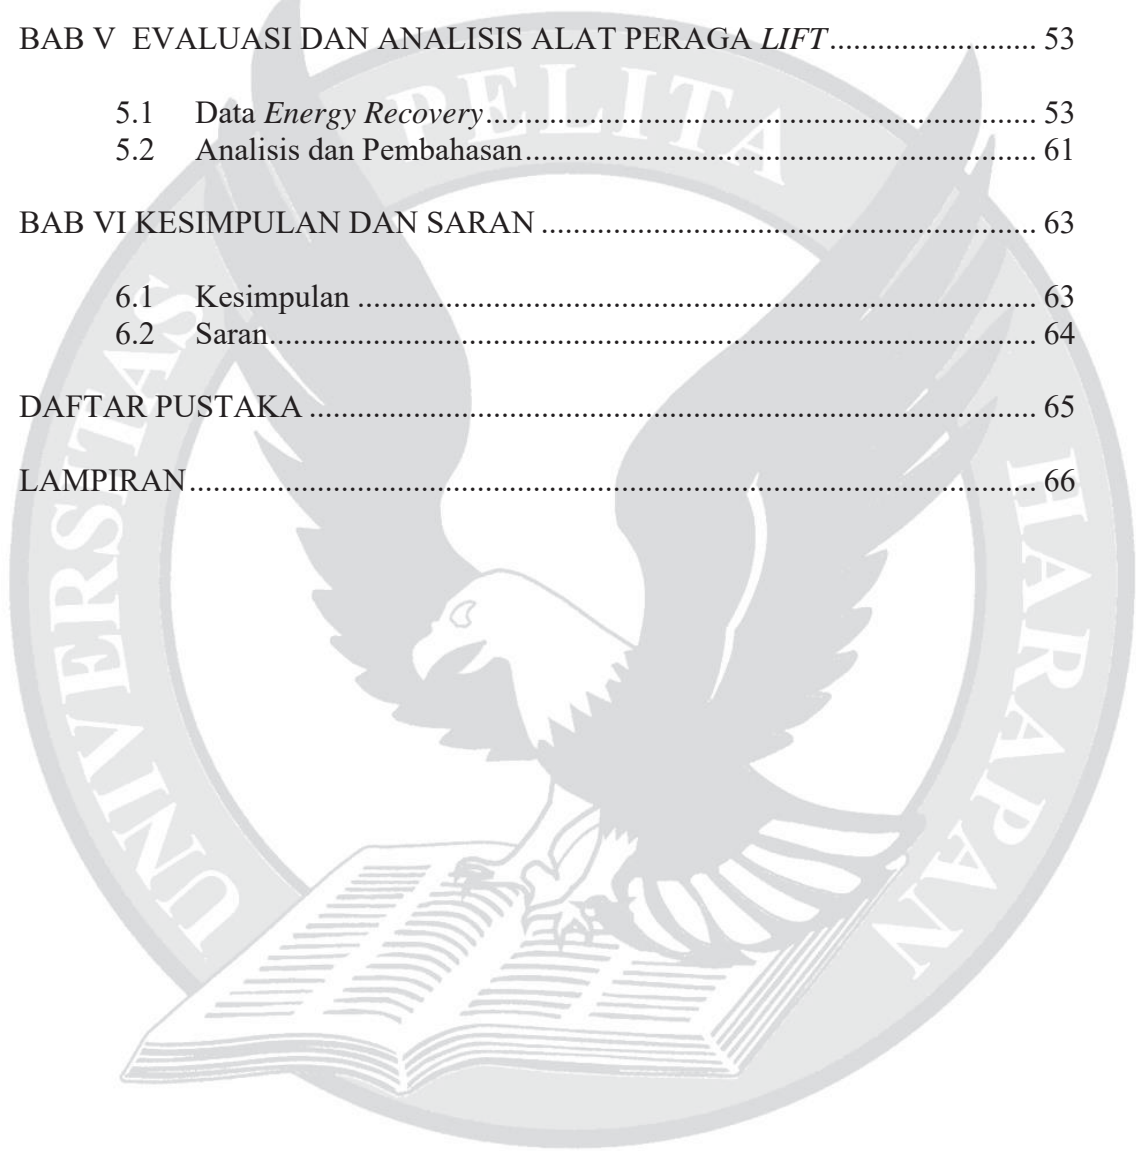 BAB V EVALUASI DAN ANALISIS ALAT PERAGA LIFT.......................... 53
5.1 Data Energy Recovery..................................................................... 53
5.2 Analisis dan Pembahasan................................................................ 61
BAB VI KESIMPULAN DAN SARAN .............................................................. 63
6.1 Kesimpulan ..................................................................................... 63
6.2 Saran................................................................................................ 64
DAFTAR PUSTAKA ........................................................................................... 65
LAMPIRAN.......................................................................................................... 66
UNIVERSITAS PELITA HARAPAN